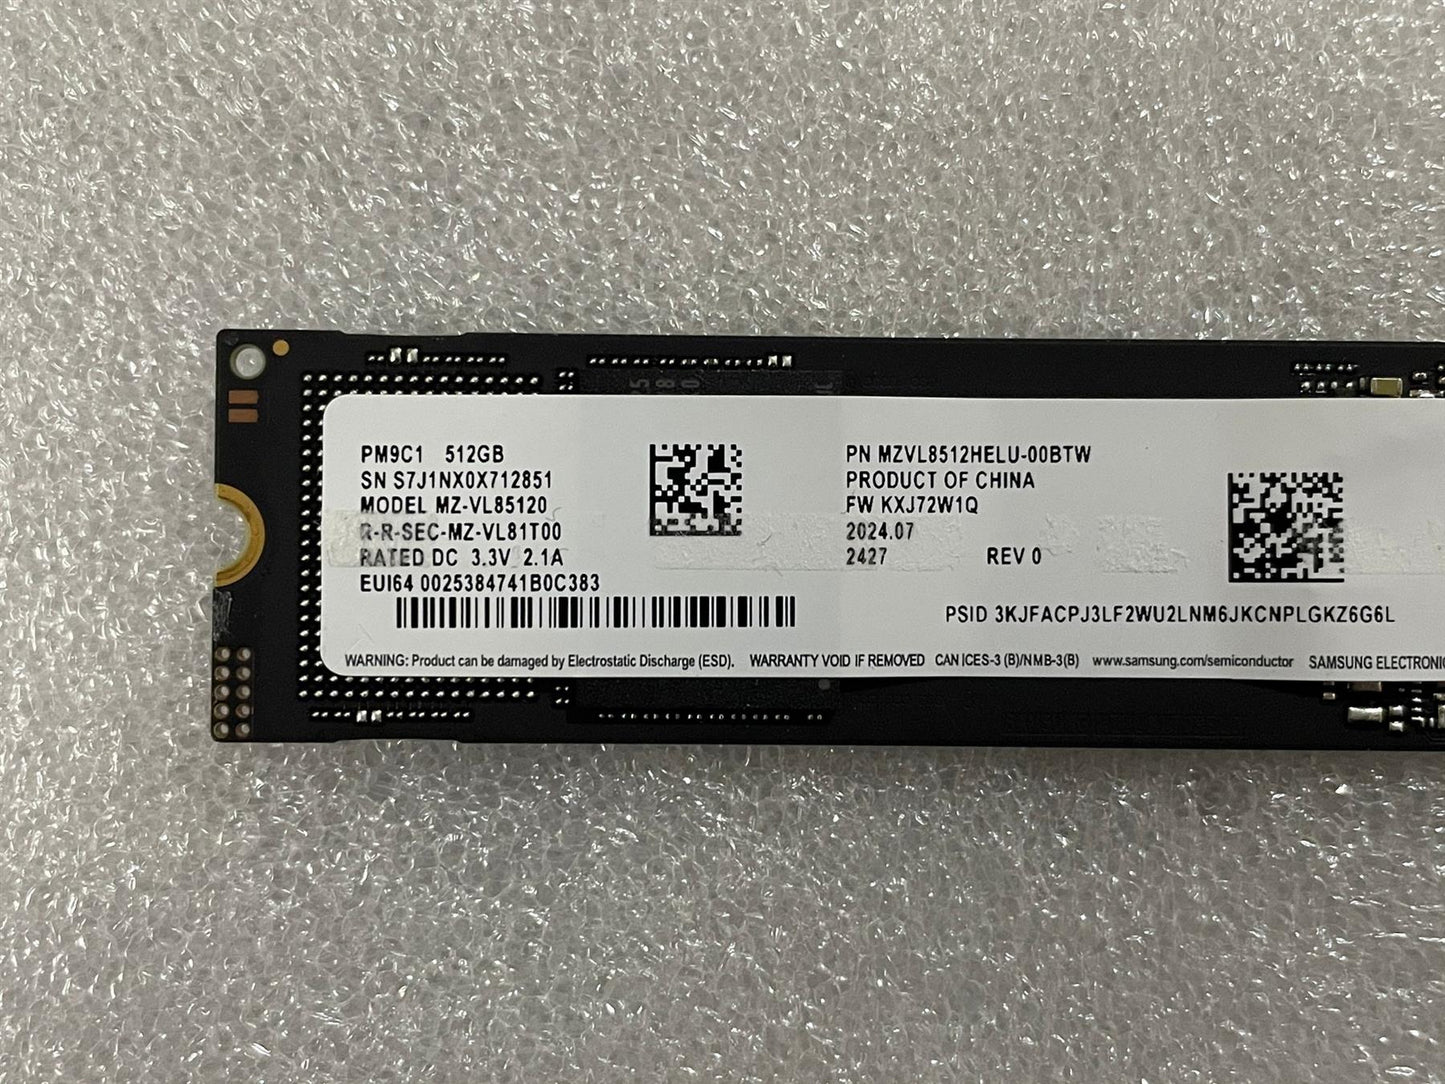 PM9C1 512GB
SN S7J1NX0X712851
MODEL MZ-VL85120
R-R-SEC-MZ-VL81T00
RATED DC 3.3V 2.1A
EUI64 0025384741B0C383
PN MZVL8512HELU-00BTW
PRODUCT OF CHINA
FW KXJ72W1Q
2024.07
2427 REV 0
PSID 3KJFACPJ3LF2WU2LNM6JKCNPLGKZ6G6L
WARNING: Product can be damaged by Electrostatic Discharge (ESD). WARRANTY VOID IF REMOVED CAN ICES-3 (B)/NMB-3(B) www.samsung.com/semiconductor SAMSUNG ELECTRONIC